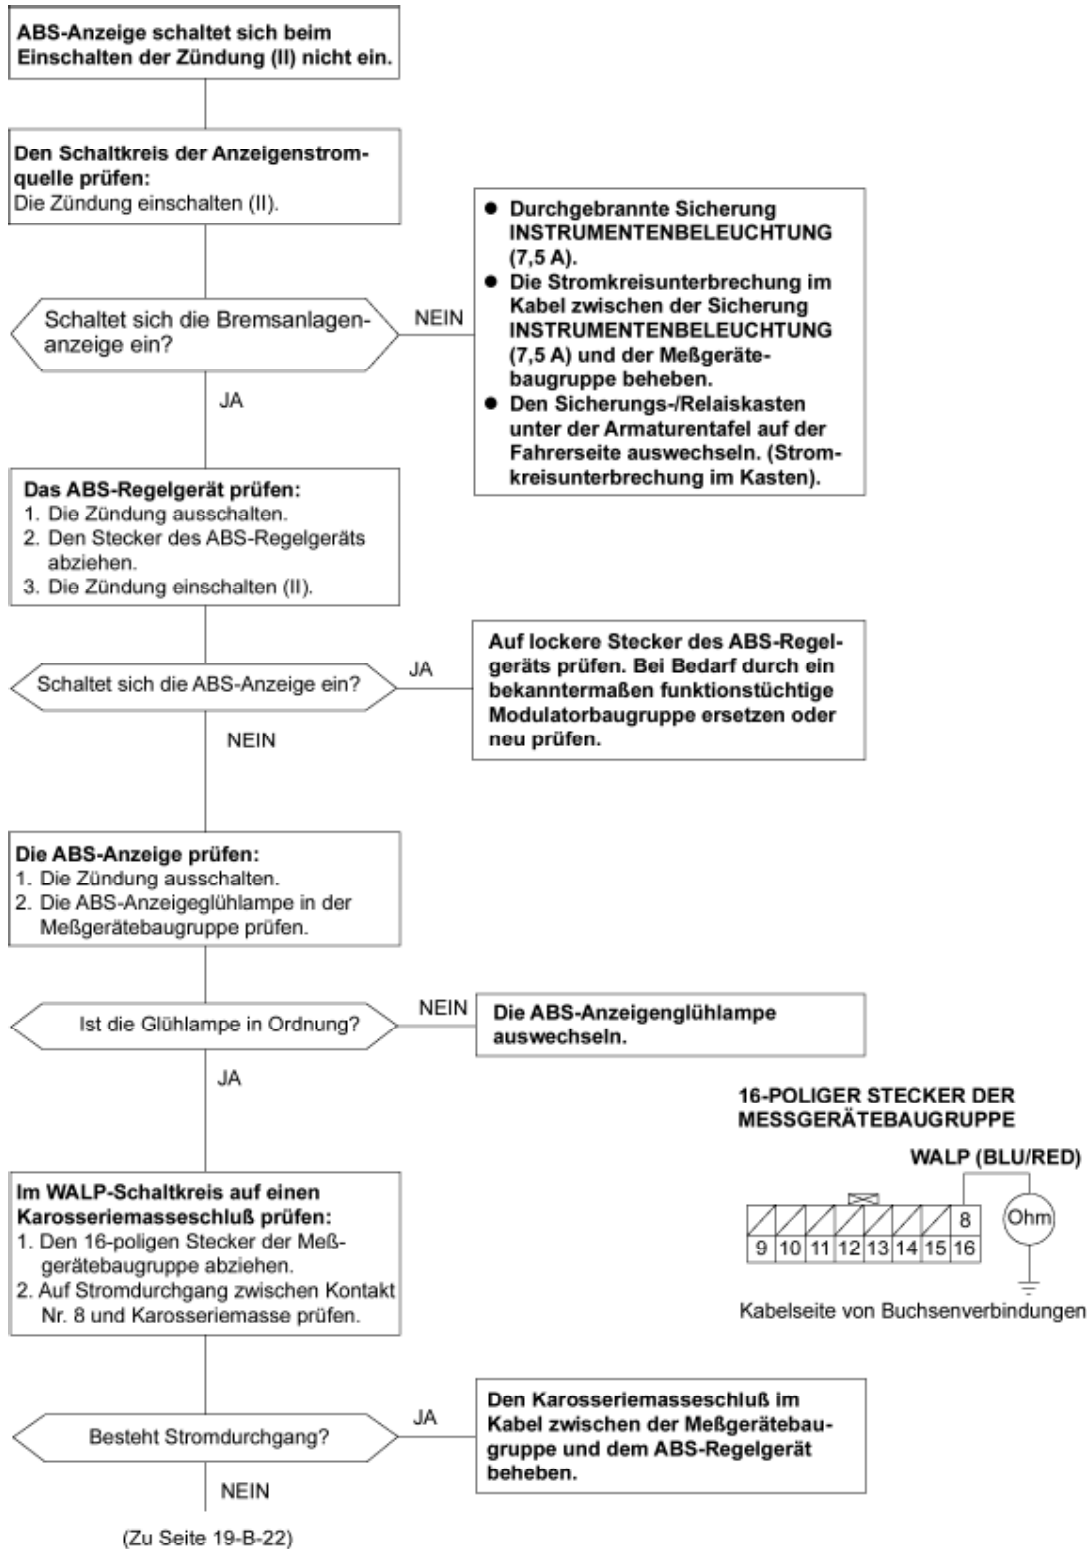 ABS-Anzeige schaltet sich beim
Einschalten der Zündung (II) nicht ein.
Den Schaltkreis der Anzeigenstrom-
quelle prüfen:
Die Zündung einschalten (II).
Schaltet sich die Bremsanlagen-
anzeige ein?
NEIN
● Durchgebrannte Sicherung
INSTRUMENTENBELEUCHTUNG
(7,5 A).
● Die Stromkreisunterbrechung im
Kabel zwischen der Sicherung
INSTRUMENTENBELEUCHTUNG
(7,5 A) und der Meßgeräte-
baugruppe beheben.
● Den Sicherungs-/Relaiskasten
unter der Armaturentafel auf der
Fahrerseite auswechseln. (Strom-
kreisunterbrechung im Kasten).
JA
Das ABS-Regelgerät prüfen:
1. Die Zündung ausschalten.
2. Den Stecker des ABS-Regelgeräts
abziehen.
3. Die Zündung einschalten (II).
Schaltet sich die ABS-Anzeige ein?
JA
Auf lockere Stecker des ABS-Regel-
geräts prüfen. Bei Bedarf durch ein
bekanntermaßen funktionstüchtige
Modulatorbaugruppe ersetzen oder
neu prüfen.
NEIN
Die ABS-Anzeige prüfen:
1. Die Zündung ausschalten.
2. Die ABS-Anzeigeglühlampe in der
Meßgerätebaugruppe prüfen.
Ist die Glühlampe in Ordnung?
NEIN
Die ABS-Anzeigenglühlampe
auswechseln.
JA
16-POLIGER STECKER DER
MESSGERÄTEBAUGRUPPE
WALP (BLU/RED)
8
Ohm
9 10 11 12 13 14 15 16
Kabelseite von Buchsenverbindungen
Im WALP-Schaltkreis auf einen
Karosseriemasseschluß prüfen:
1. Den 16-poligen Stecker der Meß-
gerätebaugruppe abziehen.
2. Auf Stromdurchgang zwischen Kontakt
Nr. 8 und Karosseriemasse prüfen.
Besteht Stromdurchgang?
JA
Den Karosseriemasseschluß im
Kabel zwischen der Meßgerätebau-
gruppe und dem ABS-Regelgerät
beheben.
NEIN
(Zu Seite 19-B-22)